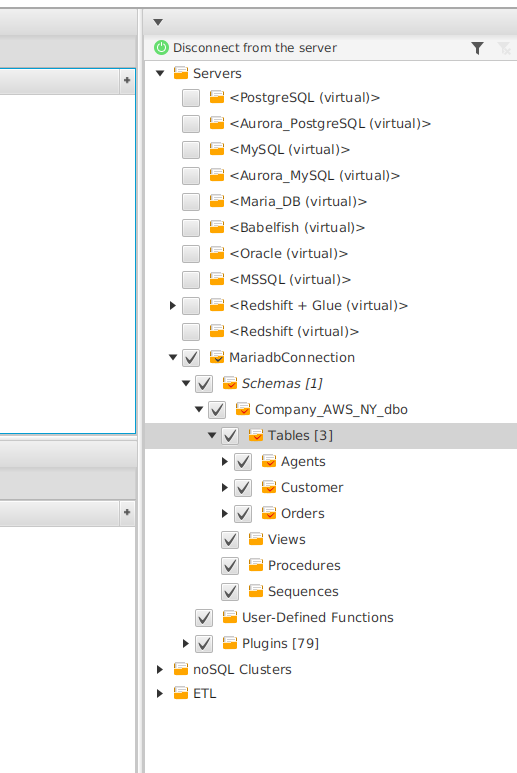 Disconnect from the server
Servers
<PostgreSQL (virtual)>
<Aurora_PostgreSQL (virtual)>
<MySQL (virtual)>
<Aurora_MySQL (virtual)>
<Maria_DB (virtual)>
<Babelfish (virtual)>
<Oracle (virtual)>
<MSSQL (virtual)>
<Redshift + Glue (virtual)>
<Redshift (virtual)>
MariadbConnection
Schemas [1]
Company_AWS_NY_dbo
Tables [3]
Agents
Customer
Orders
Views
Procedures
Sequences
User-Defined Functions
Plugins [79]
noSQL Clusters
ETL